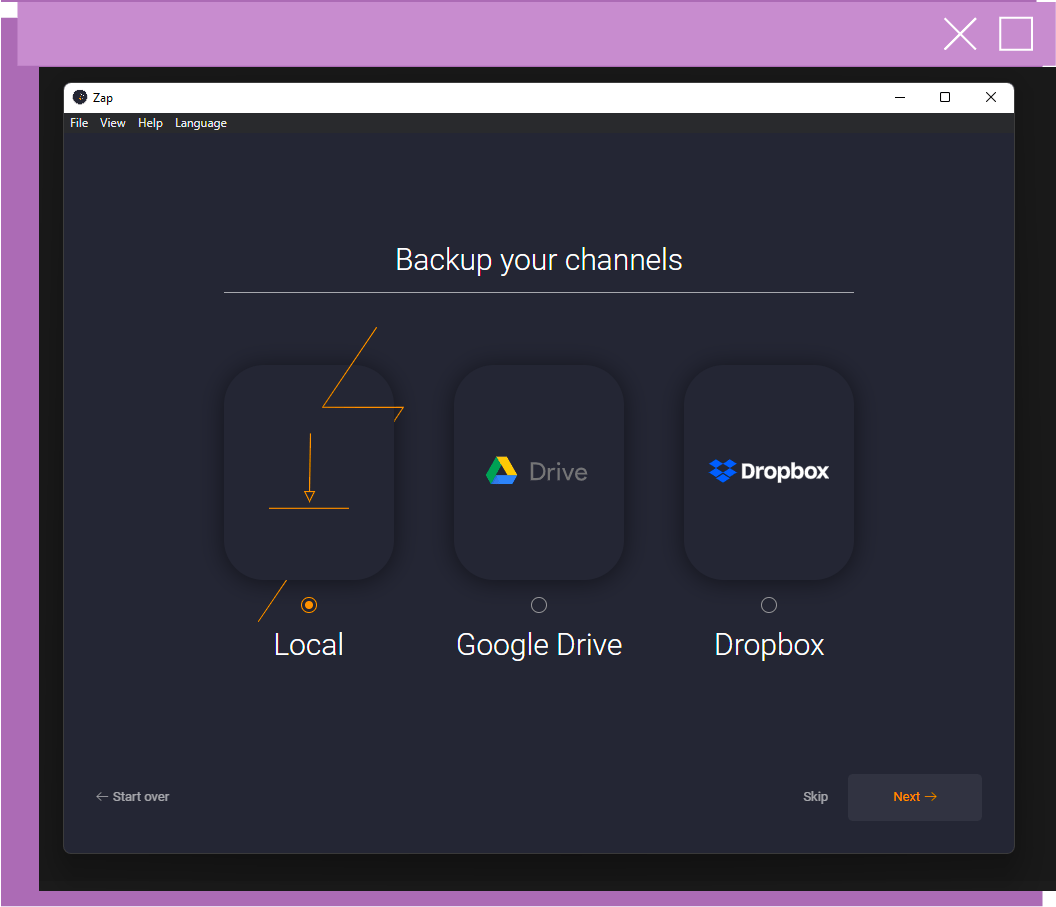 Zap
File View Help Language
Backup your channels
Drive
Dropbox
Local
Google Drive
Dropbox
← Start over
Skip
Next →